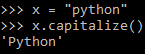 >>> x = "python"
>>> x.capitalize()
'Python'